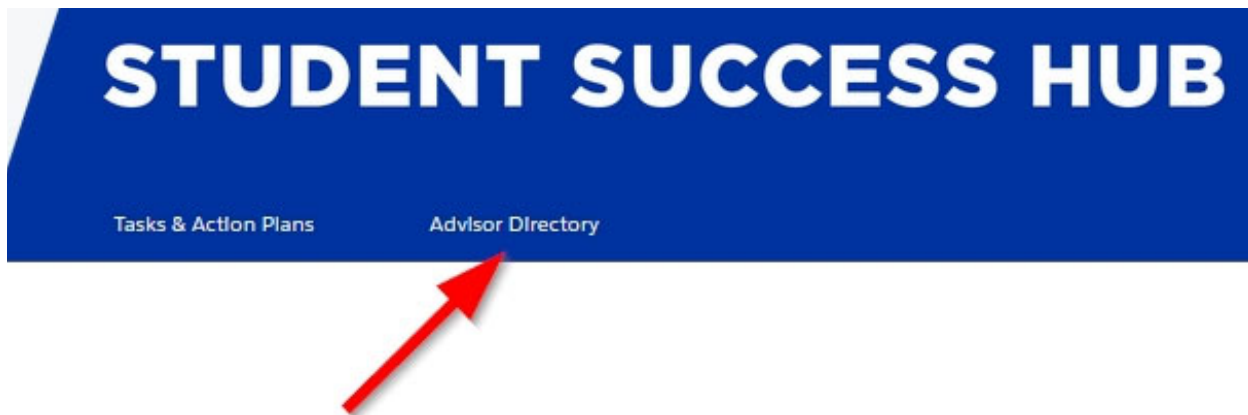 STUDENT SUCCESS HUB
Tasks & Action Plans
Advisor Directory